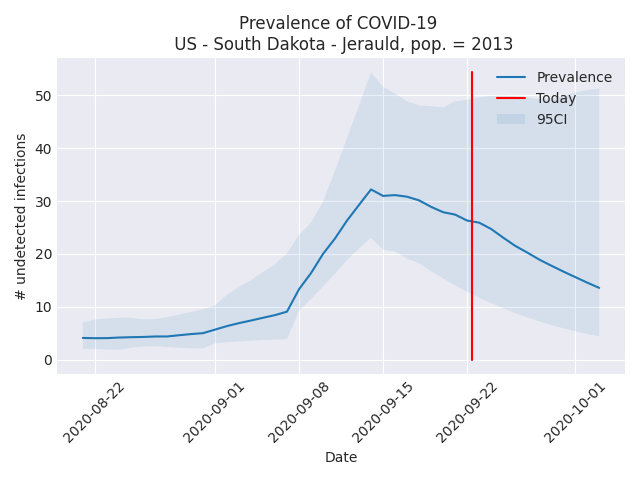 Prevalence of COVID-19
US - South Dakota - Jerauld, pop. = 2013
Prevalence
Today
95CI
# undetected infections
50
40
30
20
10
0
2020-08-22
2020-09-01
2020-09-08
2020-09-15
2020-09-22
2020-10-01
Date